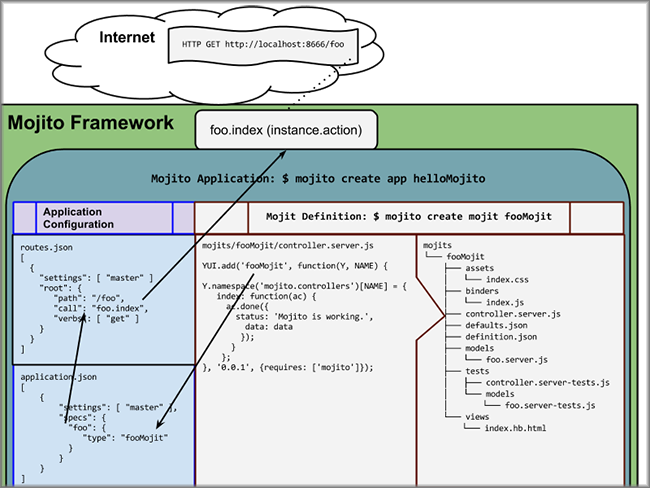 Internet
HTTP GET http://localhost:8666/foo
Mojito Framework
foo.index (instance.action)
Mojito Application: $ mojito create app helloMojito
Application
Configuration
Mojit Definition: $ mojito create mojit fooMojit
routes.json
[
  {
    "settings": [ "master" ]
    "root": {
      "path": "/foo",
      "call": "foo.index",
      "verbs": [ "get" ]
    }
  }
]
application.json
[
    {
        "settings": [ "master" ],
        "specs": {
          "foo": {
            "type": "fooMojit"
          }
        }
    }
]
mojits/fooMojit/controller.server.js
YUI.add('fooMojit', function(Y, NAME) {
Y.namespace('mojito.controllers')[NAME] = {
  index: function(ac) {
    ac.done({
      status: 'Mojito is working.',
        data: data
      });
    }
  };
}, '0.0.1', {requires: ['mojito']});
mojits
└── fooMojit
    ├── assets
    │   └── index.css
    ├── binders
    │   └── index.js
    ├── controller.server.js
    ├── defaults.json
    ├── definition.json
    ├── models
    │   └── foo.server.js
    ├── tests
    │   ├── controller.server-tests.js
    │   └── models
    │       └── foo.server-tests.js
    └── views
        └── index.hb.html